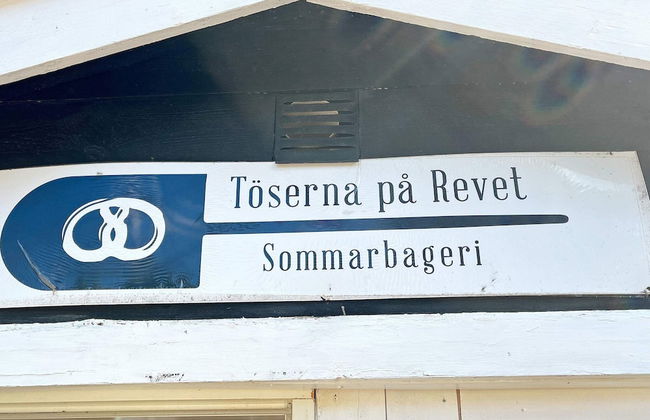 Töserna på Revet
Sommarbageri